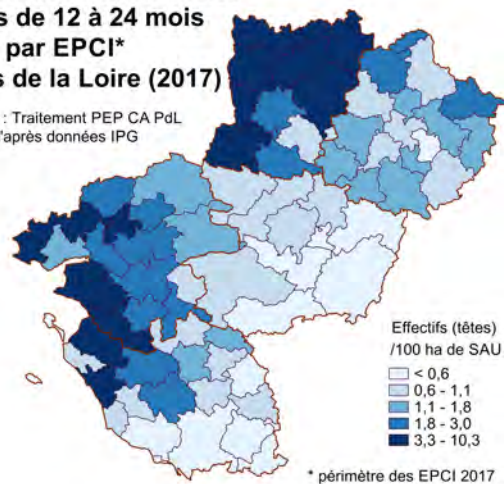 s de 12 à 24 mois
par EPCI*
s de la Loire (2017)
: Traitement PEP CA PdL
'après données IPG
Effectifs (têtes)
/100 ha de SAU
< 0,6
0,6 - 1,1
1,1 - 1,8
1,8 - 3,0
3,3 - 10,3
* périmètre des EPCI 2017